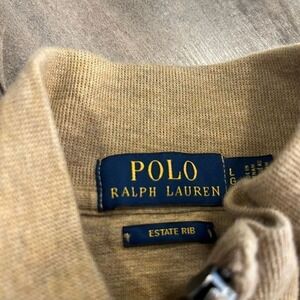 POLO
RALPH LAUREN
L
G
ESTATE RIB